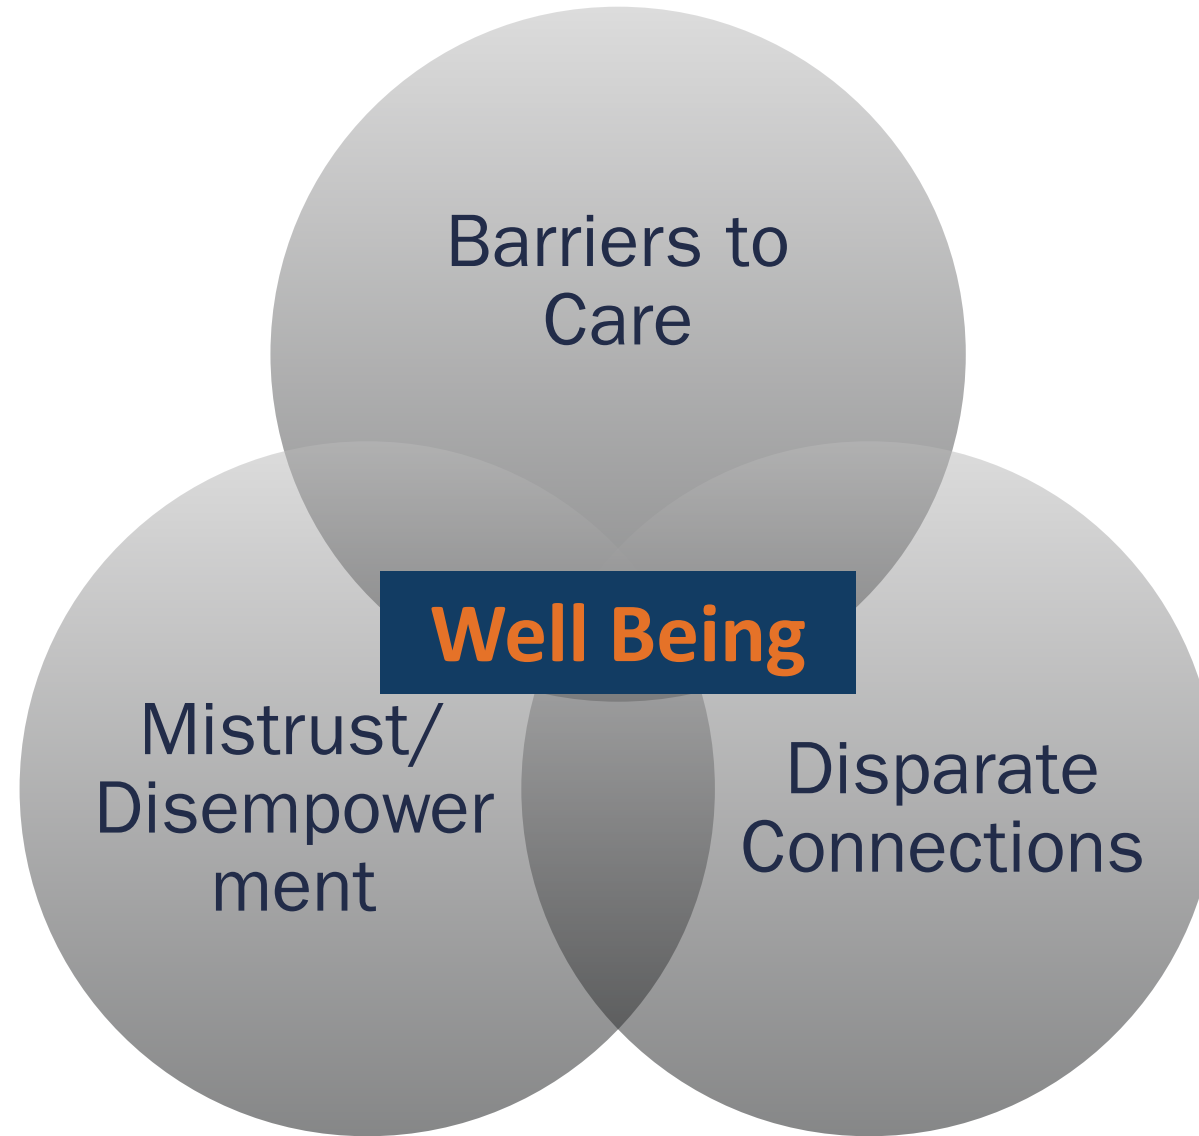 Barriers to
Care
Well Being
Mistrust/
Disempower
ment
Disparate
Connections